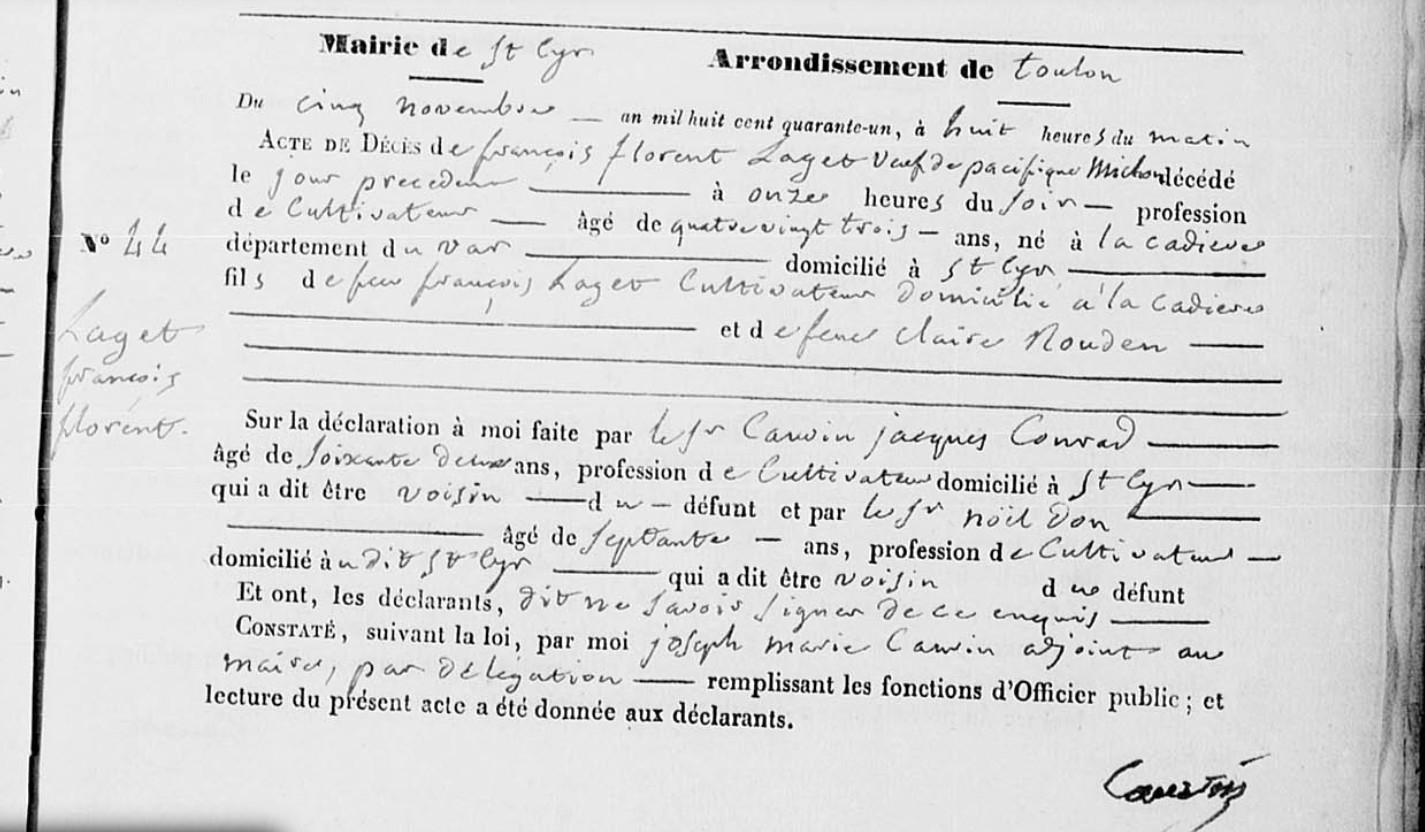 Mairie de St Cyr Arrondissement de toulon
Du cinq novembre — an mil huit cent quarante-un, à huit heures du matin
ACTE DE DÉCÈS de françois florent Laget Veuf de pacifique Michon décédé
le jour precedent à onze heures du soir — profession
de Cultivateur — âgé de quatrevingt trois — ans, né à la cadiere
département du var domicilié à St Cyr
fils de feu françois Laget Cultivateur domicilié a la Cadiere
et de feue Claire Rouden
Nº 44
Laget
françois
florent.
Sur la déclaration à moi faite par le sr Cauvin jacques Conrad
âgé de soixante deux ans, profession de Cultivateur domicilié à St Cyr
qui a dit être voisin du — défunt et par le sr noël Don
âgé de septante — ans, profession de Cultivateur —
domicilié à u dit St Cyr qui a dit être voisin du défunt
Et ont, les déclarants, dit ne savoir signer de ce enquis
CONSTATÉ, suivant la loi, par moi joseph marie Cauvin adjoint au
maire, par délégation — remplissant les fonctions d'Officier public ; et
lecture du présent acte a été donnée aux déclarants.